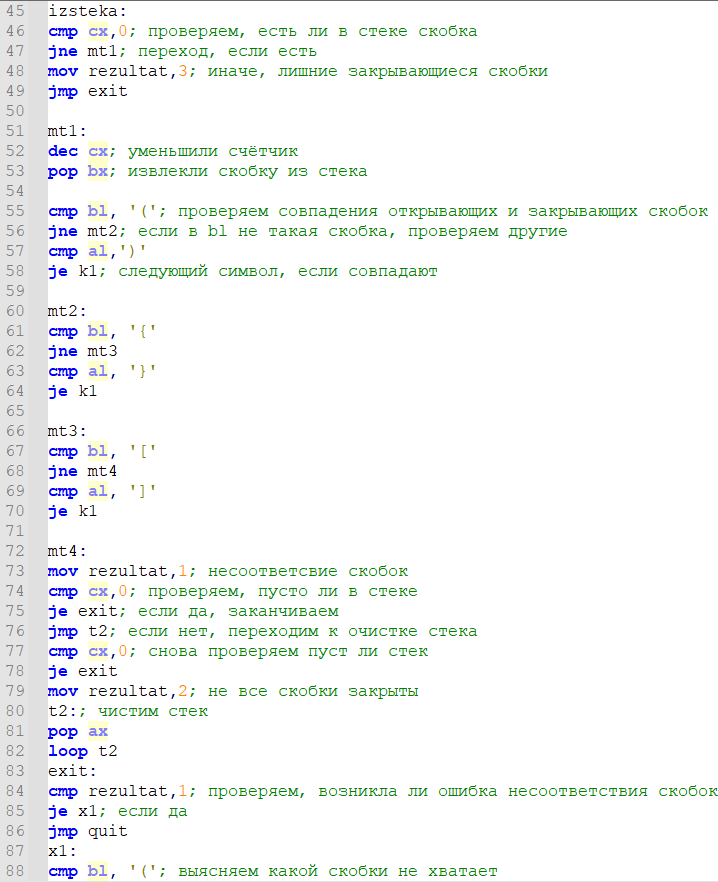 45 izsteka:
46 cmp cx,0; проверяем, есть ли в стеке скобка
47 jne mt1; переход, если есть
48 mov rezultat,3; иначе, лишние закрывающиеся скобки
49 jmp exit
50
51 mt1:
52 dec cx; уменьшили счётчик
53 pop bx; извлекли скобку из стека
54
55 cmp bl, '('; проверяем совпадения открывающих и закрывающих скобок
56 jne mt2; если в bl не такая скобка, проверяем другие
57 cmp al,')'
58 je k1; следующий символ, если совпадают
59
60 mt2:
61 cmp bl, '{'
62 jne mt3
63 cmp al, '}'
64 je k1
65
66 mt3:
67 cmp bl, '['
68 jne mt4
69 cmp al, ']'
70 je k1
71
72 mt4:
73 mov rezultat,1; несоответсвие скобок
74 cmp cx,0; проверяем, пусто ли в стеке
75 je exit; если да, заканчиваем
76 jmp t2; если нет, переходим к очистке стека
77 cmp cx,0; снова проверяем пуст ли стек
78 je exit
79 mov rezultat,2; не все скобки закрыты
80 t2:; чистим стек
81 pop ax
82 loop t2
83 exit:
84 cmp rezultat,1; проверяем, возникла ли ошибка несоответствия скобок
85 je x1; если да
86 jmp quit
87 x1:
88 cmp bl, '('; выясняем какой скобки не хватает